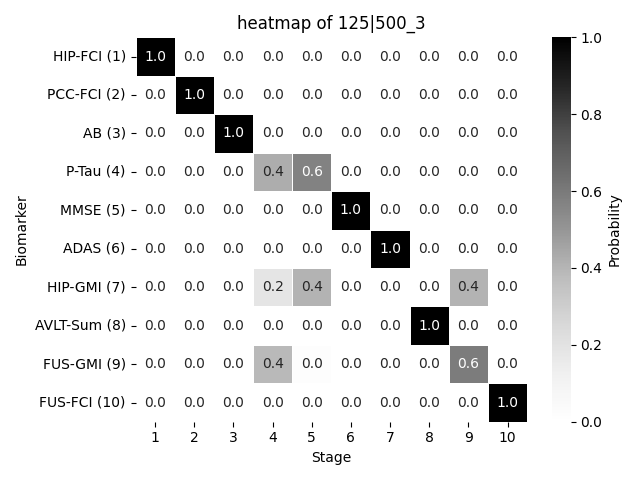 heatmap of 125|500_3
HIP-FCI (1) 1.0 0.0 0.0 0.0 0.0 0.0 0.0 0.0 0.0 0.0
PCC-FCI (2) 0.0 1.0 0.0 0.0 0.0 0.0 0.0 0.0 0.0 0.0
AB (3) 0.0 0.0 1.0 0.0 0.0 0.0 0.0 0.0 0.0 0.0
P-Tau (4) 0.0 0.0 0.0 0.4 0.6 0.0 0.0 0.0 0.0 0.0
MMSE (5) 0.0 0.0 0.0 0.0 0.0 1.0 0.0 0.0 0.0 0.0
ADAS (6) 0.0 0.0 0.0 0.0 0.0 0.0 1.0 0.0 0.0 0.0
HIP-GMI (7) 0.0 0.0 0.0 0.2 0.4 0.0 0.0 0.0 0.4 0.0
AVLT-Sum (8) 0.0 0.0 0.0 0.0 0.0 0.0 0.0 1.0 0.0 0.0
FUS-GMI (9) 0.0 0.0 0.0 0.4 0.0 0.0 0.0 0.0 0.6 0.0
FUS-FCI (10) 0.0 0.0 0.0 0.0 0.0 0.0 0.0 0.0 0.0 1.0
1 2 3 4 5 6 7 8 9 10
Stage
Biomarker
1.0
0.8
0.6
0.4
0.2
0.0
Probability